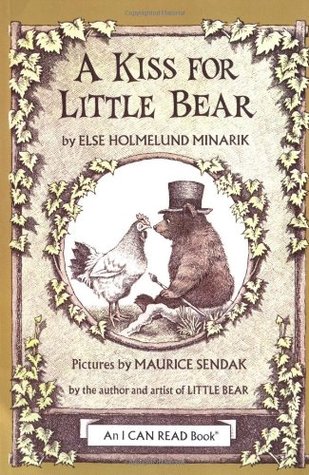 A KISS FOR
LITTLE BEAR
by ELSE HOLMELUND MINARIK
Pictures by MAURICE SENDAK
by the author and artist of LITTLE BEAR
An I CAN READ Book®